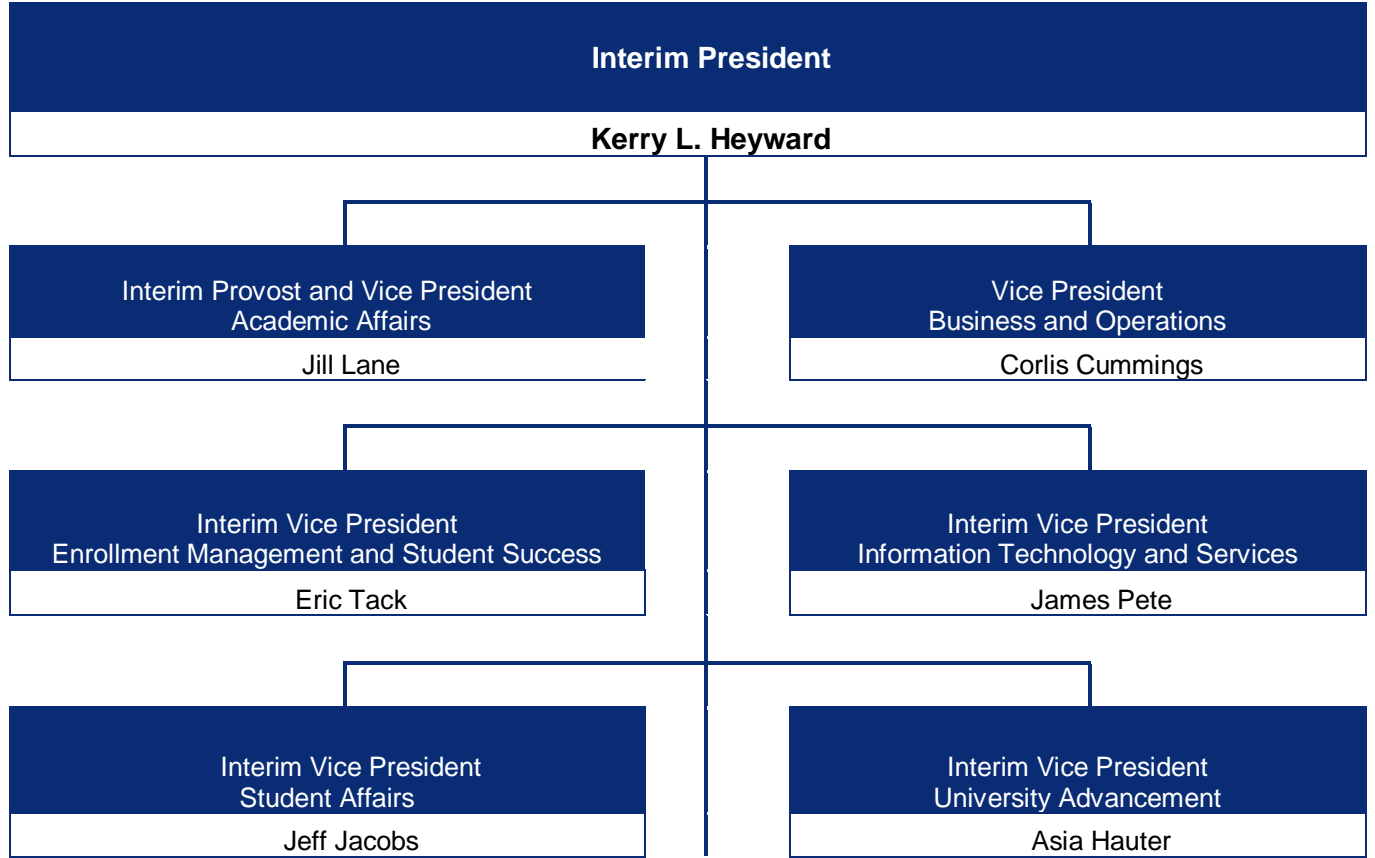 Interim President
Kerry L. Heyward
Interim Provost and Vice President
Academic Affairs
Jill Lane
Vice President
Business and Operations
Corlis Cummings
Interim Vice President
Enrollment Management and Student Success
Eric Tack
Interim Vice President
Information Technology and Services
James Pete
Interim Vice President
Student Affairs
Jeff Jacobs
Interim Vice President
University Advancement
Asia Hauter